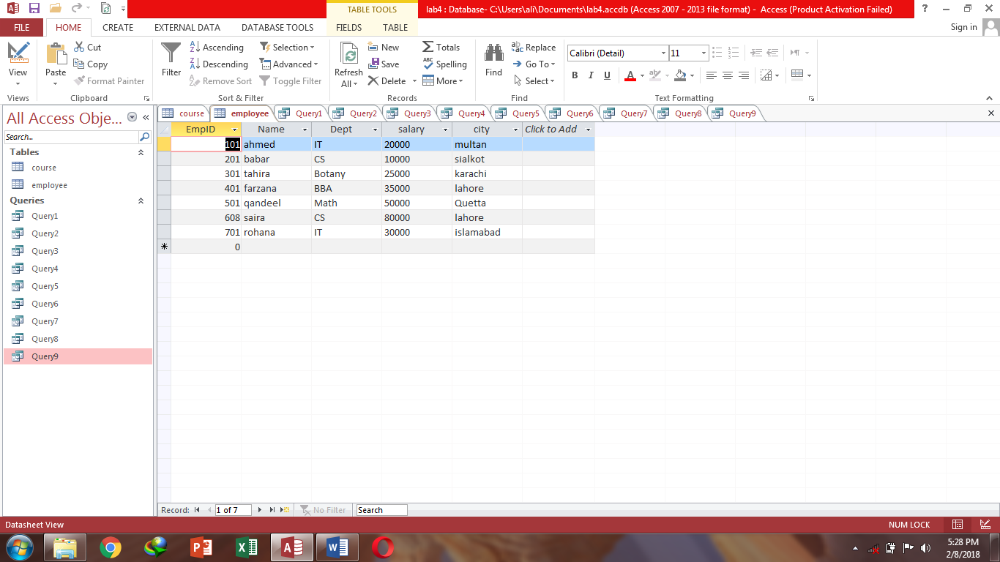 TABLE TOOLS
lab4 : Database- C:\Users\ali\Documents\lab4.accdb (Access 2007 - 2013 file format) - Access (Product Activation Failed)
FILE HOME CREATE EXTERNAL DATA DATABASE TOOLS FIELDS TABLE Sign in
View
Views
Paste
Cut
Copy
Format Painter
Clipboard
Filter
Ascending
Descending
Remove Sort
Selection
Advanced
Toggle Filter
Sort & Filter
Refresh
All
New
Save
Delete
Totals
Spelling
More
Records
Find
Replace
Go To
Select
Find
Calibri (Detail) 11
B I U A
Text Formatting
All Access Obje...
Search...
Tables
course
employee
Queries
Query1
Query2
Query3
Query4
Query5
Query6
Query7
Query8
Query9
course employee Query1 Query2 Query3 Query4 Query5 Query6 Query7 Query8 Query9
EmpID Name Dept salary city Click to Add
101 ahmed IT 20000 multan
201 babar CS 10000 sialkot
301 tahira Botany 25000 karachi
401 farzana BBA 35000 lahore
501 qandeel Math 50000 Quetta
608 saira CS 80000 lahore
701 rohana IT 30000 islamabad
0
Record: 1 of 7 No Filter Search
Datasheet View NUM LOCK
5:28 PM
2/8/2018